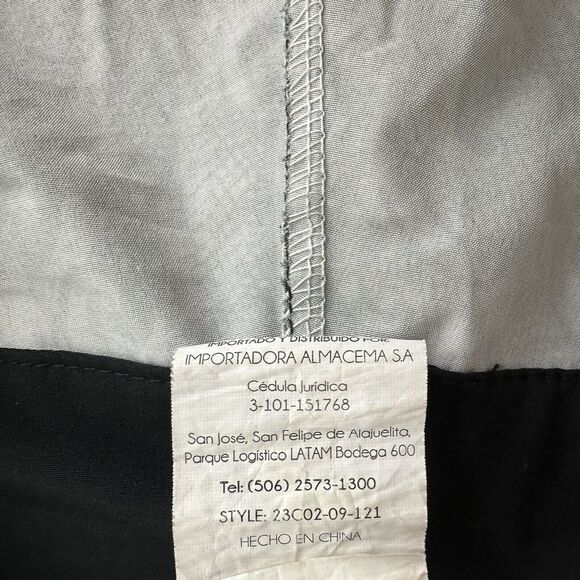 IMPORTADO Y DISTRIBUIDO POR:
IMPORTADORA ALMACEMA S.A
Cédula Jurídica
3-101-151768
San José, San Felipe de Alajuelita,
Parque Logístico LATAM Bodega 600
Tel: (506) 2573-1300
STYLE: 23C02-09-121
HECHO EN CHINA